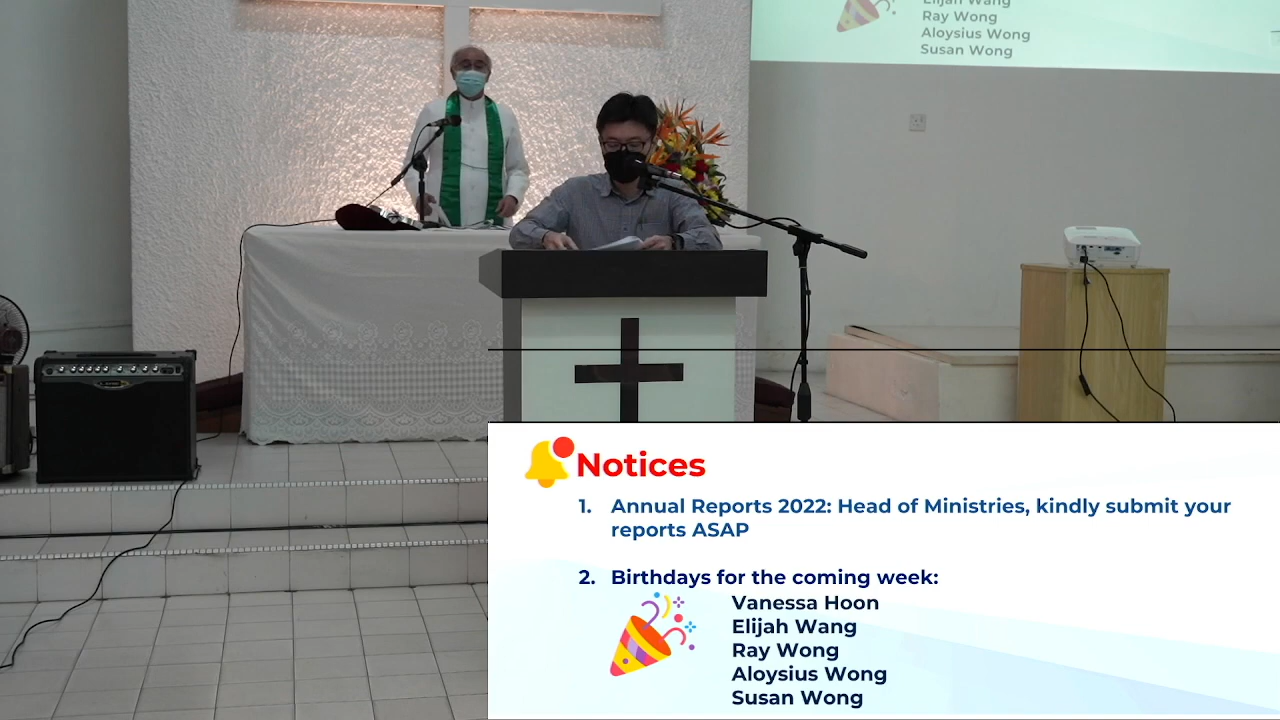 Elijah Wang
Ray Wong
Aloysius Wong
Susan Wong
Notices
1. Annual Reports 2022: Head of Ministries, kindly submit your
reports ASAP
2. Birthdays for the coming week:
Vanessa Hoon
Elijah Wang
Ray Wong
Aloysius Wong
Susan Wong